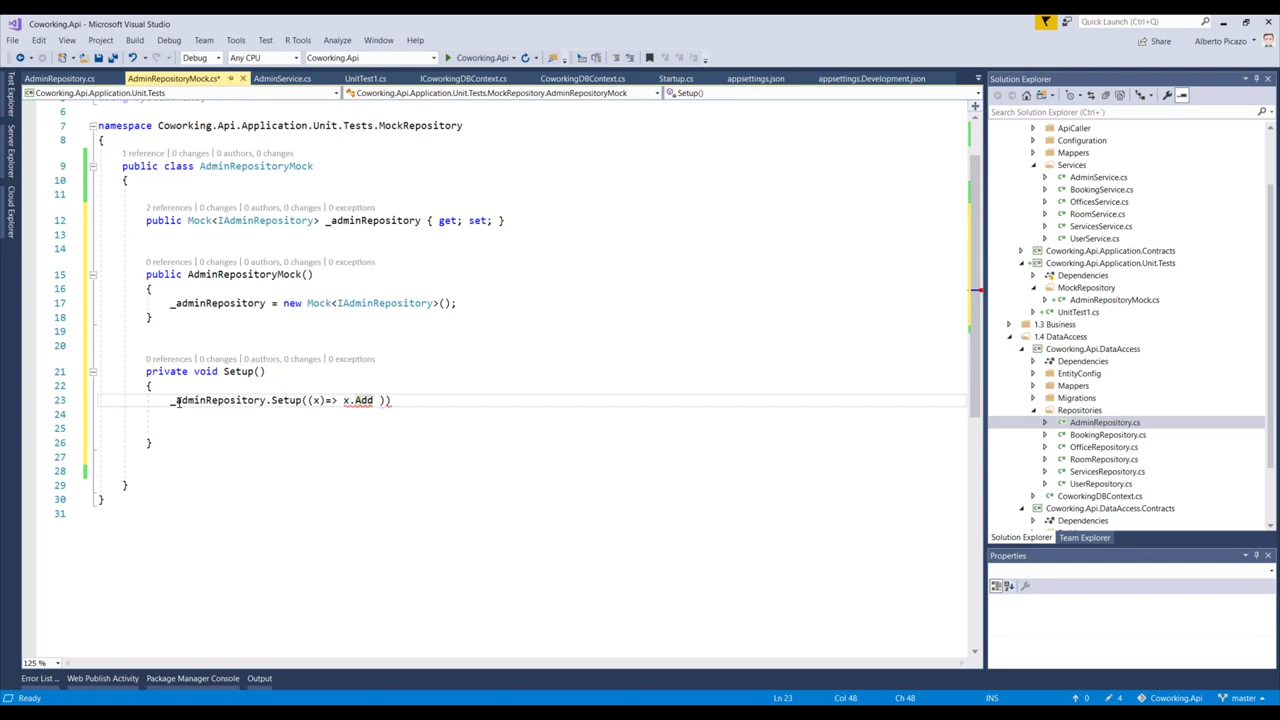 Coworking.Api - Microsoft Visual Studio
Quick Launch (Ctrl+Q)
File Edit View Project Build Debug Team Tools Test R Tools Analyze Window Help
Share Alberto Picazo
Debug Any CPU Coworking.Api Coworking.Api
AdminRepository.cs AdminRepositoryMock.cs* AdminService.cs UnitTest1.cs ICoworkingDBContext.cs CoworkingDBContext.cs Startup.cs appsettings.json appsettings.Development.json
Coworking.Api.Application.Unit.Tests Coworking.Api.Application.Unit.Tests.MockRepository.AdminRepositoryMock Setup()
Test Explorer
Server Explorer
Cloud Explorer
6
7 namespace Coworking.Api.Application.Unit.Tests.MockRepository
8 {
1 reference | 0 changes | 0 authors, 0 changes
9 public class AdminRepositoryMock
10 {
11
2 references | 0 changes | 0 authors, 0 changes | 0 exceptions
12 public Mock<IAdminRepository> _adminRepository { get; set; }
13
14
0 references | 0 changes | 0 authors, 0 changes | 0 exceptions
15 public AdminRepositoryMock()
16 {
17 _adminRepository = new Mock<IAdminRepository>();
18 }
19
20
0 references | 0 changes | 0 authors, 0 changes | 0 exceptions
21 private void Setup()
22 {
23 _adminRepository.Setup((x)=> x.Add ))
24
25
26 }
27
28
29 }
30 }
31
125 %
Solution Explorer
Search Solution Explorer (Ctrl+;)
ApiCaller
Configuration
Mappers
Services
AdminService.cs
BookingService.cs
OfficesService.cs
RoomService.cs
ServicesService.cs
UserService.cs
Coworking.Api.Application.Contracts
Coworking.Api.Application.Unit.Tests
Dependencies
MockRepository
AdminRepositoryMock.cs
UnitTest1.cs
1.3 Business
1.4 DataAccess
Coworking.Api.DataAccess
Dependencies
EntityConfig
Mappers
Migrations
Repositories
AdminRepository.cs
BookingRepository.cs
OfficeRepository.cs
RoomRepository.cs
ServicesRepository.cs
UserRepository.cs
CoworkingDBContext.cs
Coworking.Api.DataAccess.Contracts
Dependencies
Solution Explorer Team Explorer
Properties
Error List ... Web Publish Activity Package Manager Console Output
Ready Ln 23 Col 48 Ch 48 INS 0 4 Coworking.Api master